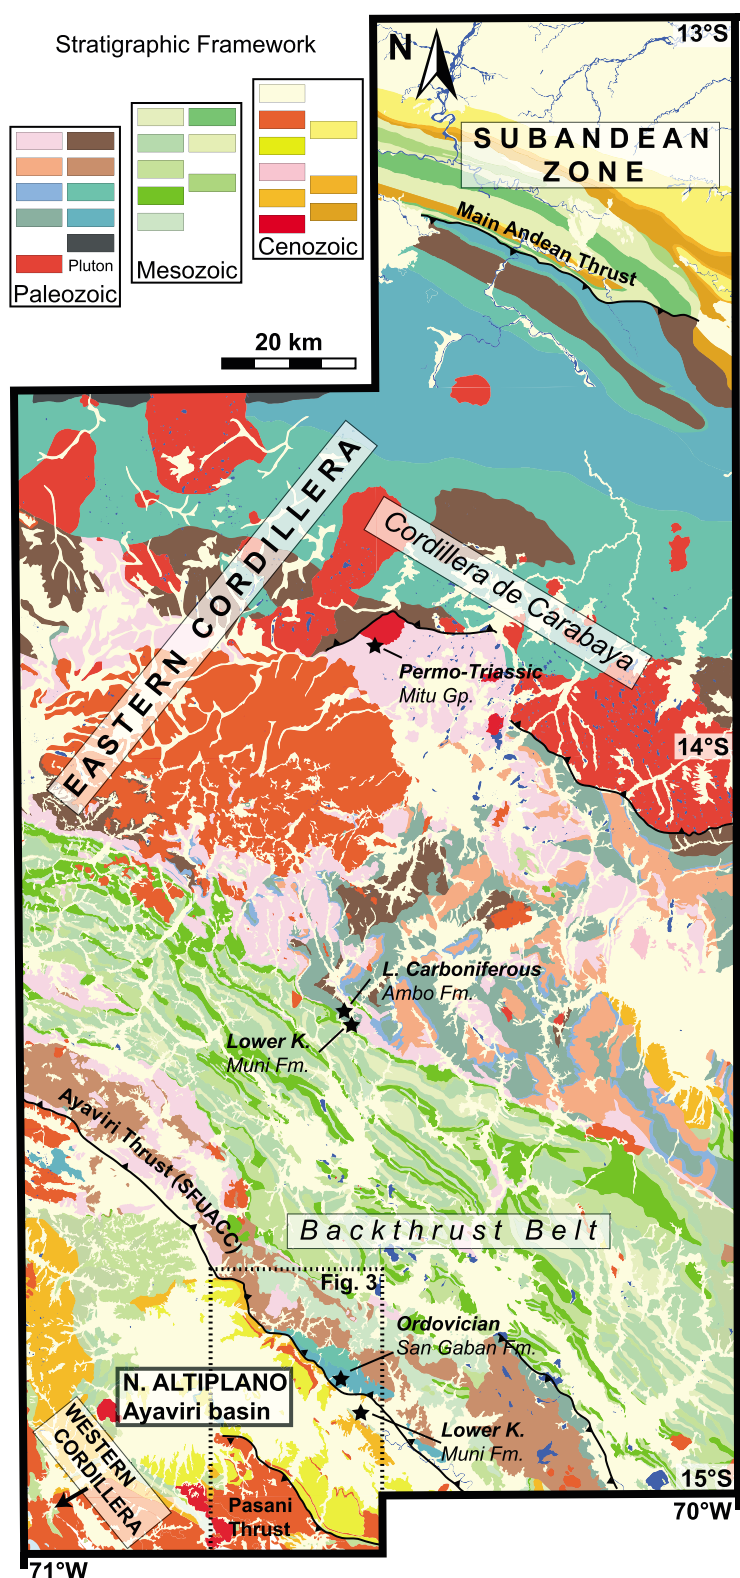 Stratigraphic Framework
Pluton
Paleozoic
Mesozoic
Cenozoic
20 km
N
13°S
SUBANDEAN
ZONE
Main Andean Thrust
EASTERN CORDILLERA
Cordillera de Carabaya
Permo-Triassic
Mitu Gp.
14°S
L. Carboniferous
Ambo Fm.
Lower K.
Muni Fm.
Ayaviri Thrust (SFUACC)
Backthrust Belt
Fig. 3
Ordovician
San Gaban Fm.
N. ALTIPLANO
Ayaviri basin
Lower K.
Muni Fm.
WESTERN
CORDILLERA
Pasani
Thrust
15°S
70°W
71°W